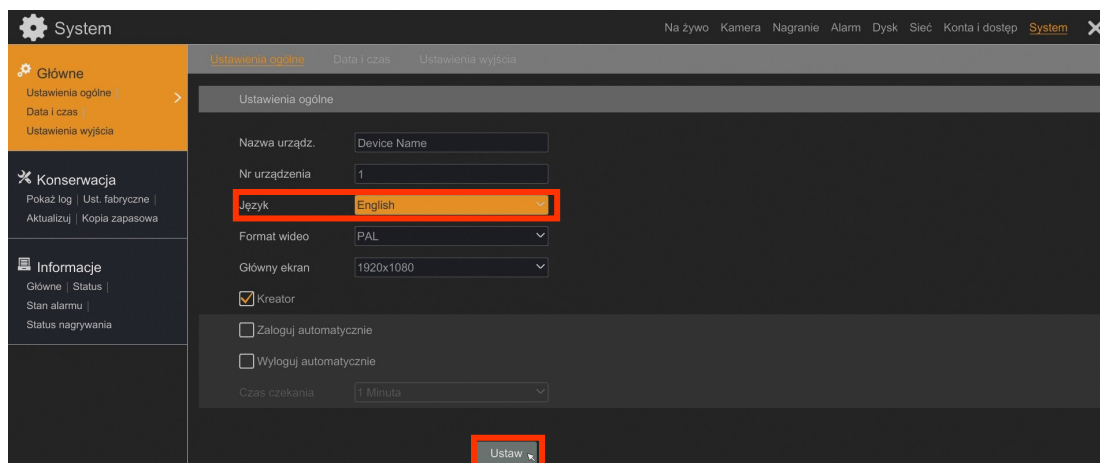 System
Na żywo Kamera Nagranie Alarm Dysk Sieć Konta i dostęp System
Główne
Ustawienia ogólne |
Data i czas |
Ustawienia wyjścia
Konserwacja
Pokaż log | Ust. fabryczne |
Aktualizuj | Kopia zapasowa
Informacje
Główne | Status |
Stan alarmu |
Status nagrywania
Ustawienia ogólne Data i czas Ustawienia wyjścia
Ustawienia ogólne
Nazwa urządz. Device Name
Nr urządzenia 1
Język English
Format wideo PAL
Główny ekran 1920x1080
Kreator
Zaloguj automatycznie
Wyloguj automatycznie
Czas czekania 1 Minuta
Ustaw